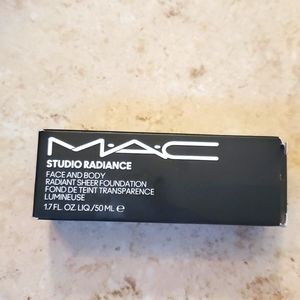 M·A·C
STUDIO RADIANCE
FACE AND BODY
RADIANT SHEER FOUNDATION
FOND DE TEINT TRANSPARENCE
LUMINEUSE
1.7 FL. OZ. LIQ./50 ML ℮